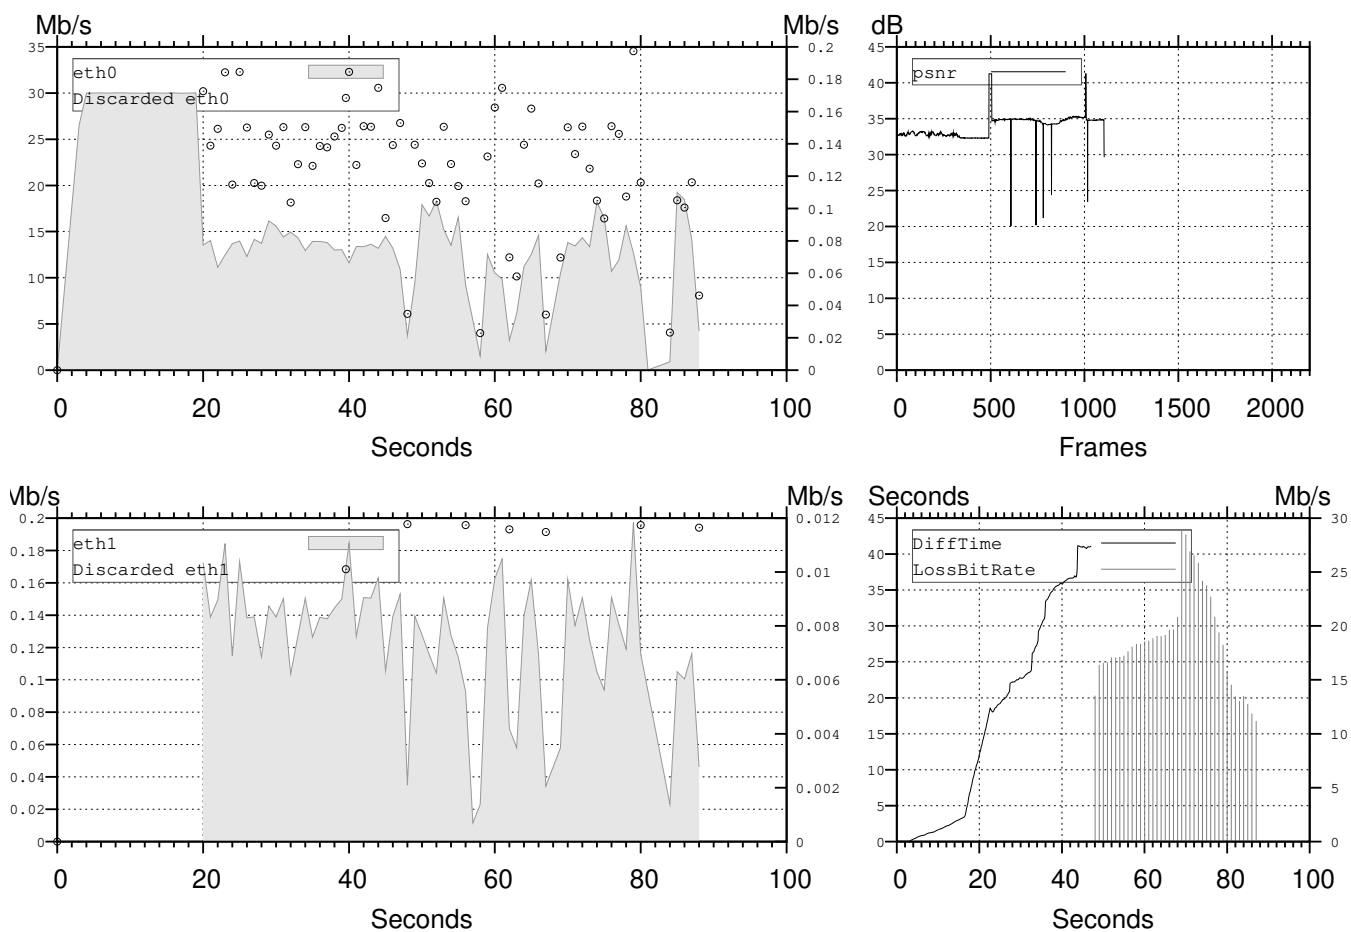 Mb/s
Mb/s
35
30
25
20
15
10
5
0
eth0
Discarded eth0
0.2
0.18
0.16
0.14
0.12
0.1
0.08
0.06
0.04
0.02
0
0 20 40 60 80 100
Seconds
dB
45
40
35
30
25
20
15
10
5
0
psnr
0 500 1000 1500 2000
Frames
Mb/s
Mb/s
0.2
0.18
0.16
0.14
0.12
0.1
0.08
0.06
0.04
0.02
0
eth1
Discarded eth1
0.012
0.01
0.008
0.006
0.004
0.002
0
0 20 40 60 80 100
Seconds
Seconds
Mb/s
45
40
35
30
25
20
15
10
5
0
DiffTime
LossBitRate
30
25
20
15
10
5
0
0 20 40 60 80 100
Seconds